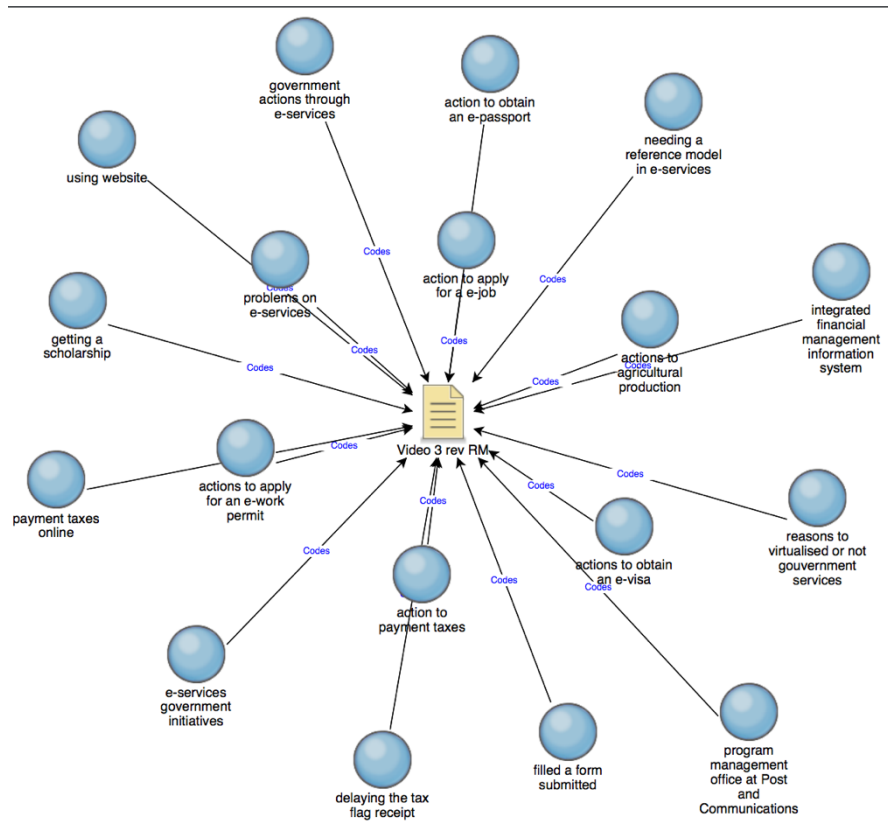 government
actions through
e-services
action to obtain
an e-passport
needing a
reference model
in e-services
using website
Codes
problems on
e-services
Codes
action to apply
for a e-job
Codes
integrated
financial
management
information
system
getting a
scholarship
Codes
Codes
Codes
actions to
agricultural
production
Codes
Codes
Codes
Video 3 rev RM
payment taxes
online
actions to apply
for an e-work
permit
Codes
Codes
reasons to
virtualised or not
gouvernment
services
actions to obtain
an e-visa
Codes
Codes
Codes
action to
payment taxes
Codes
Codes
e-services
government
initiatives
delaying the tax
flag receipt
filled a form
submitted
program
management
office at Post
and
Communications